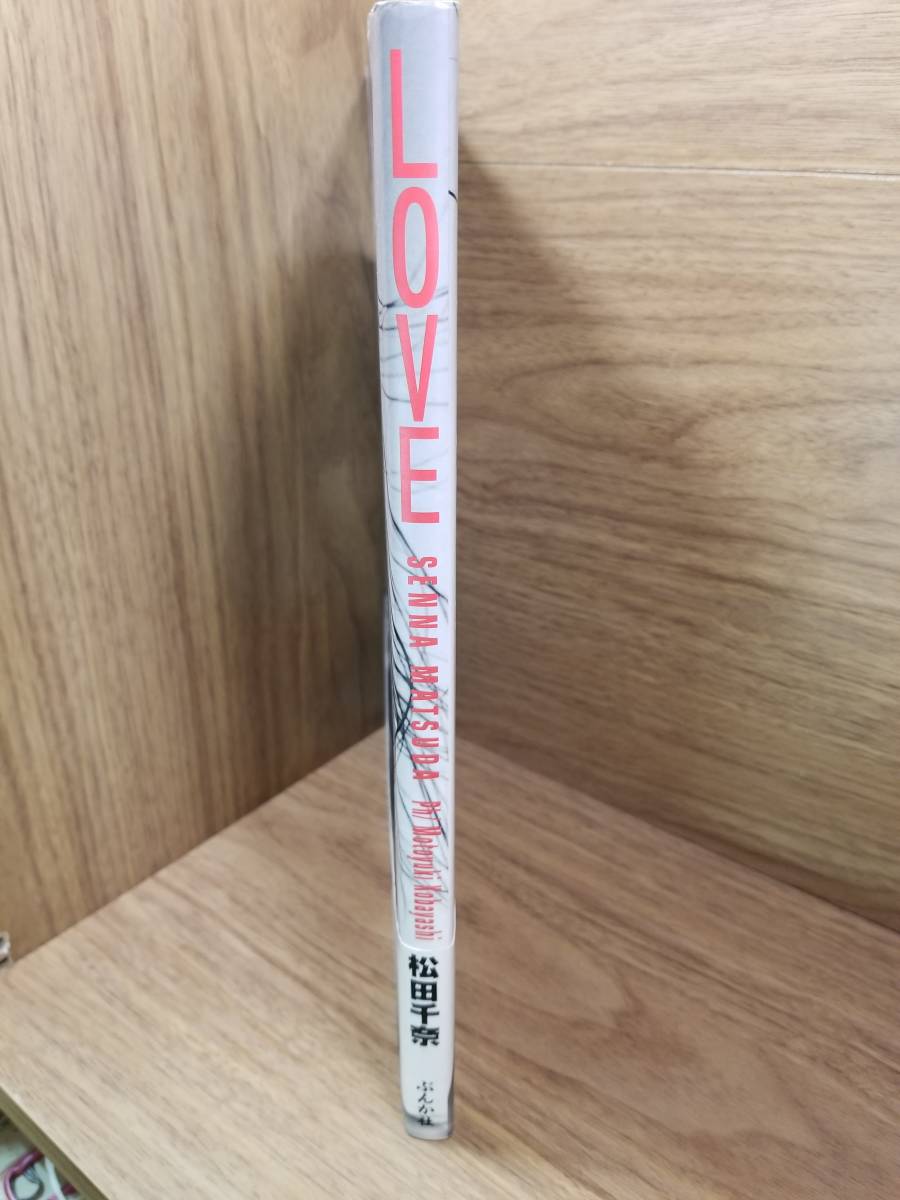 LOVE
SENNA MATSUDA
Ph/ Motoyuki Kobayashi
松田千奈
ぶんか社